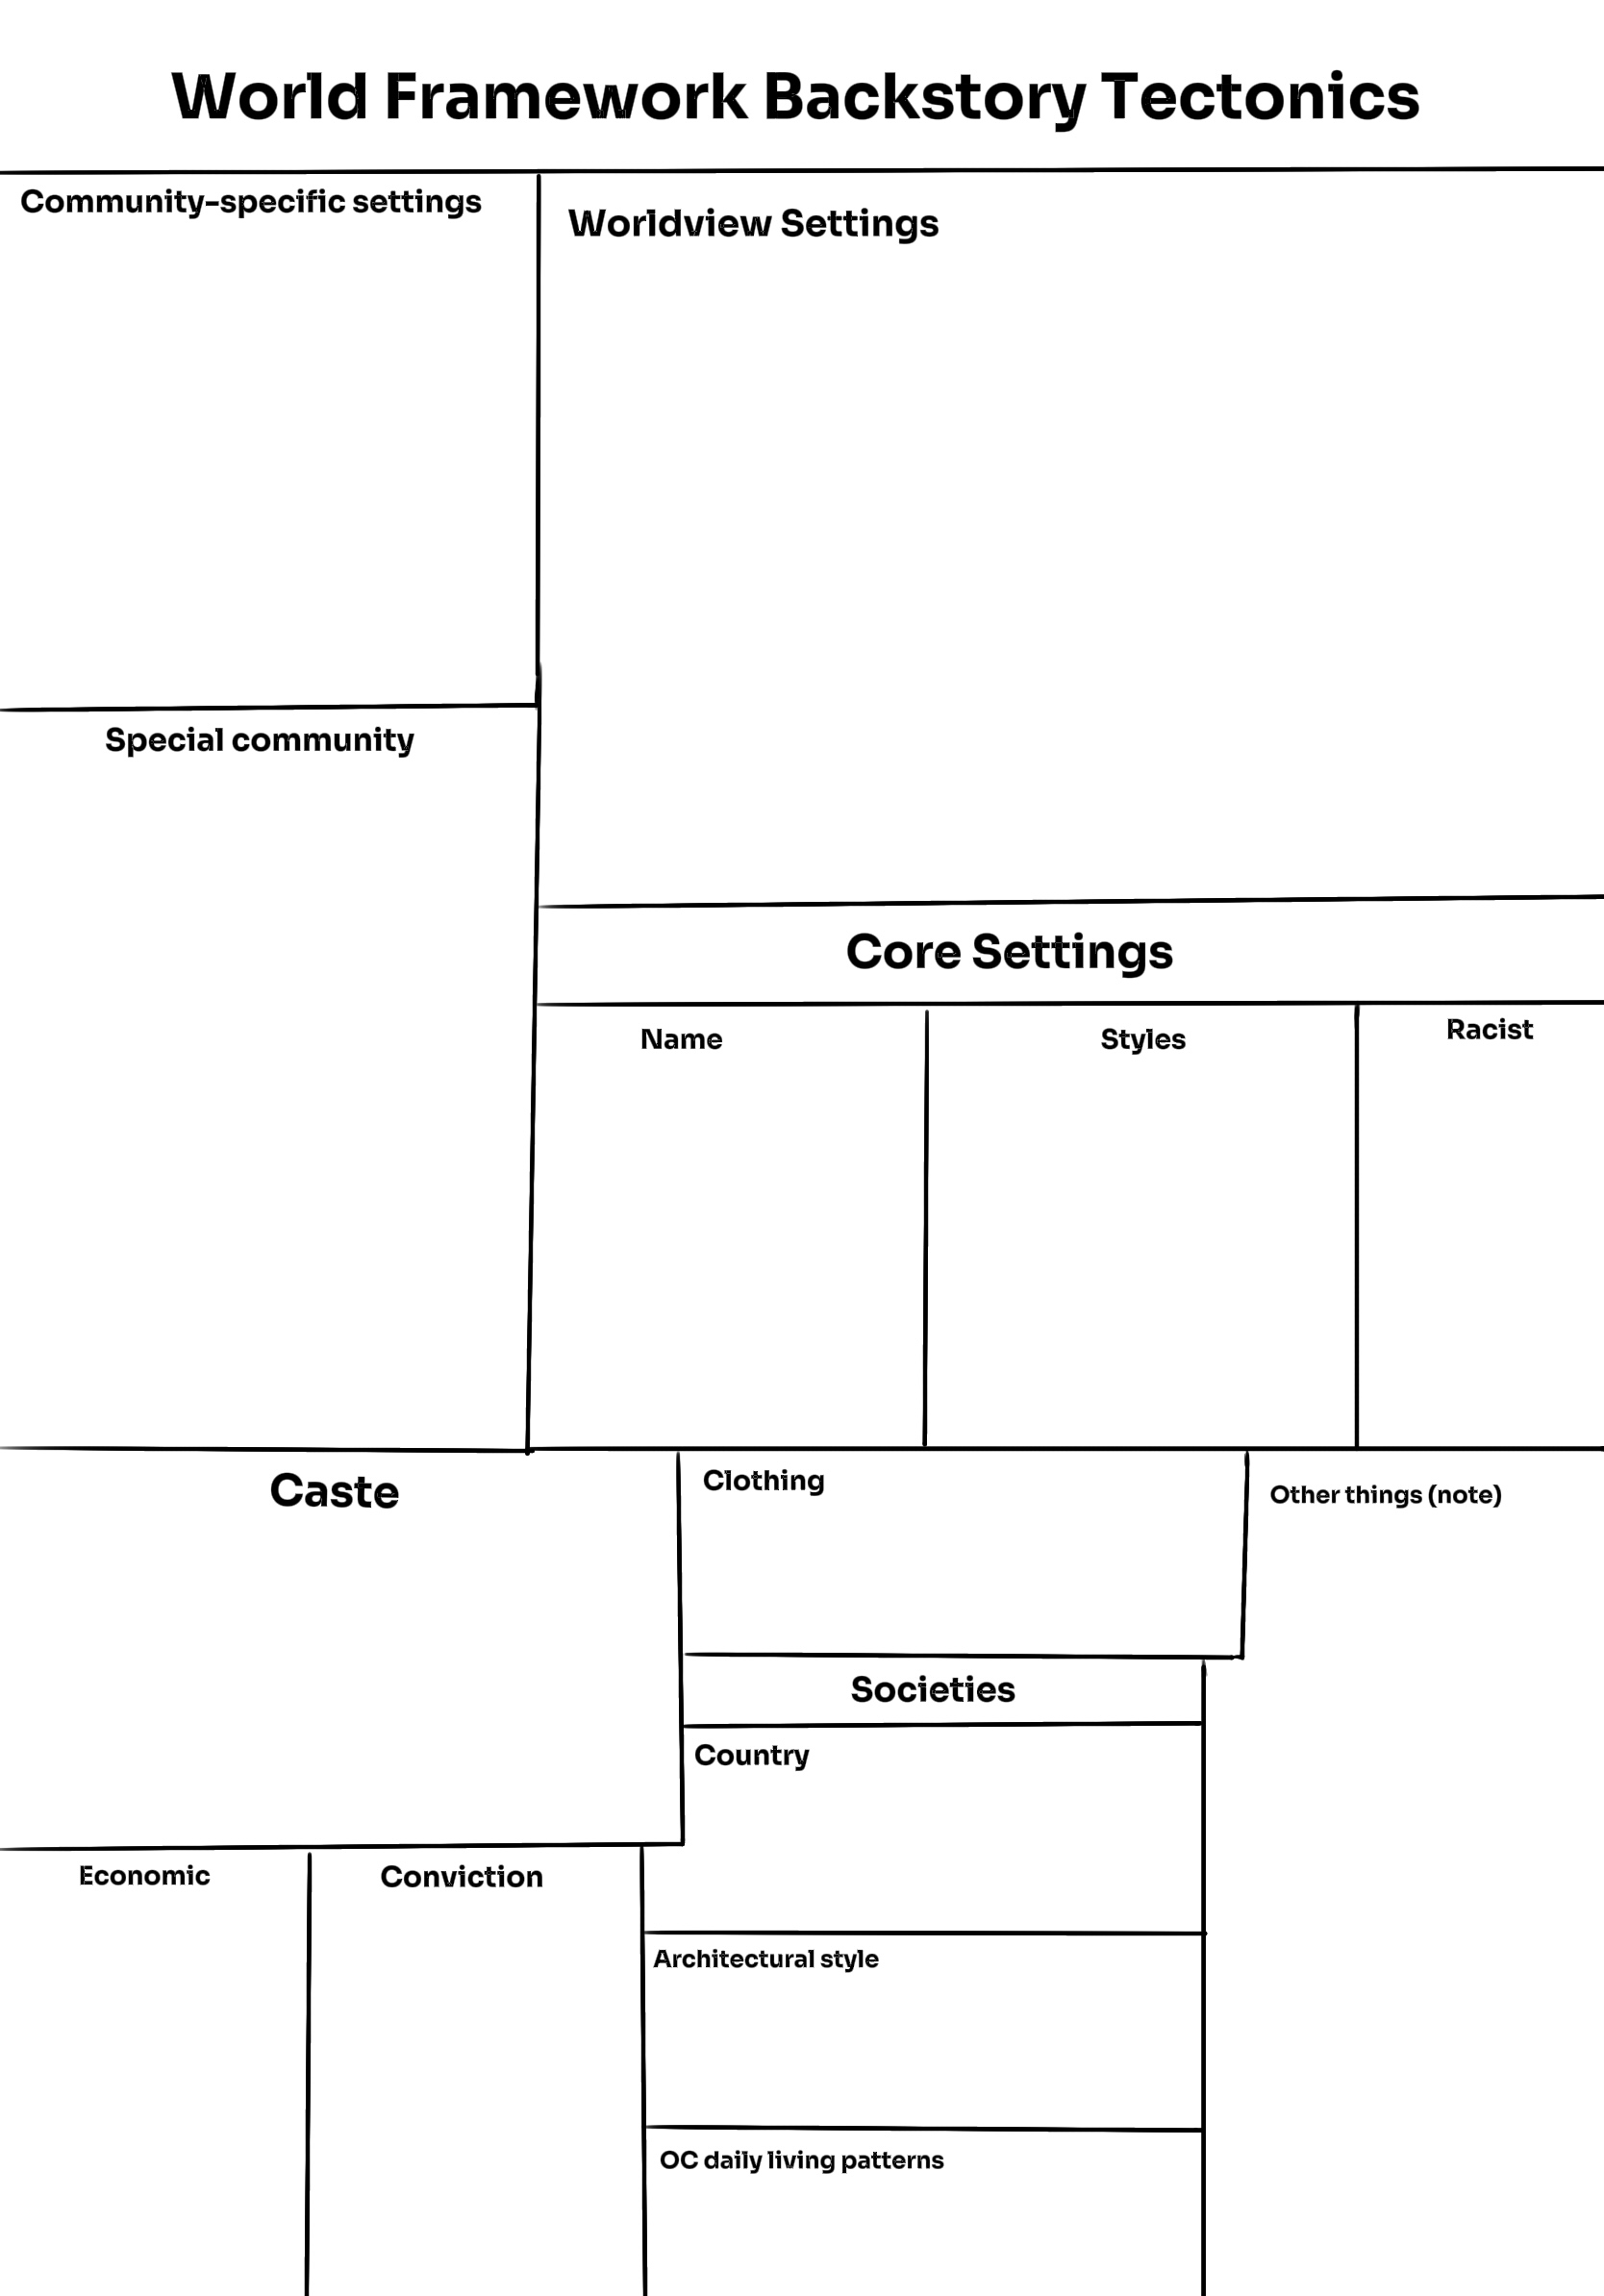 World Framework Backstory Tectonics
Community-specific settings
Worldview Settings
Special community
Core Settings
Name
Styles
Racist
Caste
Clothing
Other things (note)
Societies
Country
Economic
Conviction
Architectural style
OC daily living patterns